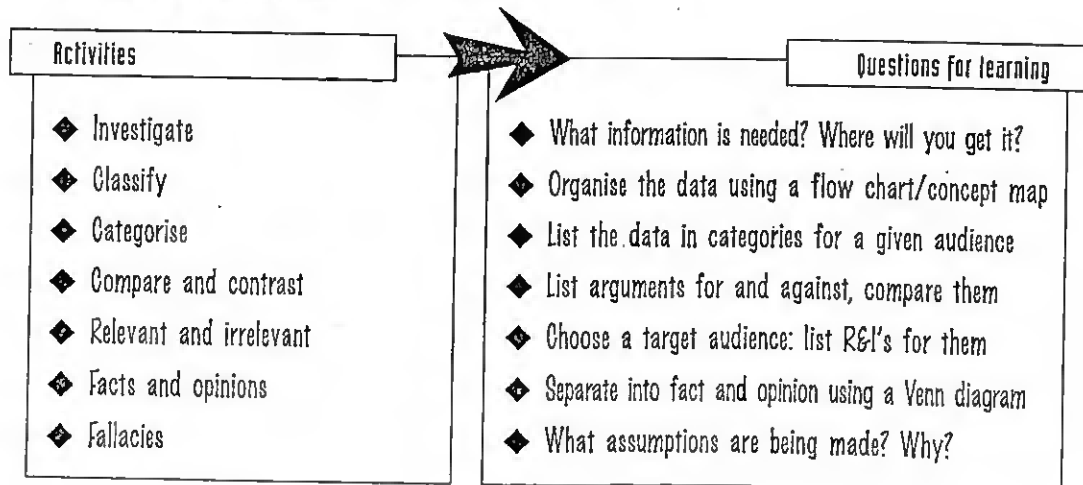 Activities
Investigate
Classify
Categorise
Compare and contrast
Relevant and irrelevant
Facts and opinions
Fallacies
Questions for learning
What information is needed? Where will you get it?
Organise the data using a flow chart/concept map
List the data in categories for a given audience
List arguments for and against, compare them
Choose a target audience: list R&I's for them
Separate into fact and opinion using a Venn diagram
What assumptions are being made? Why?